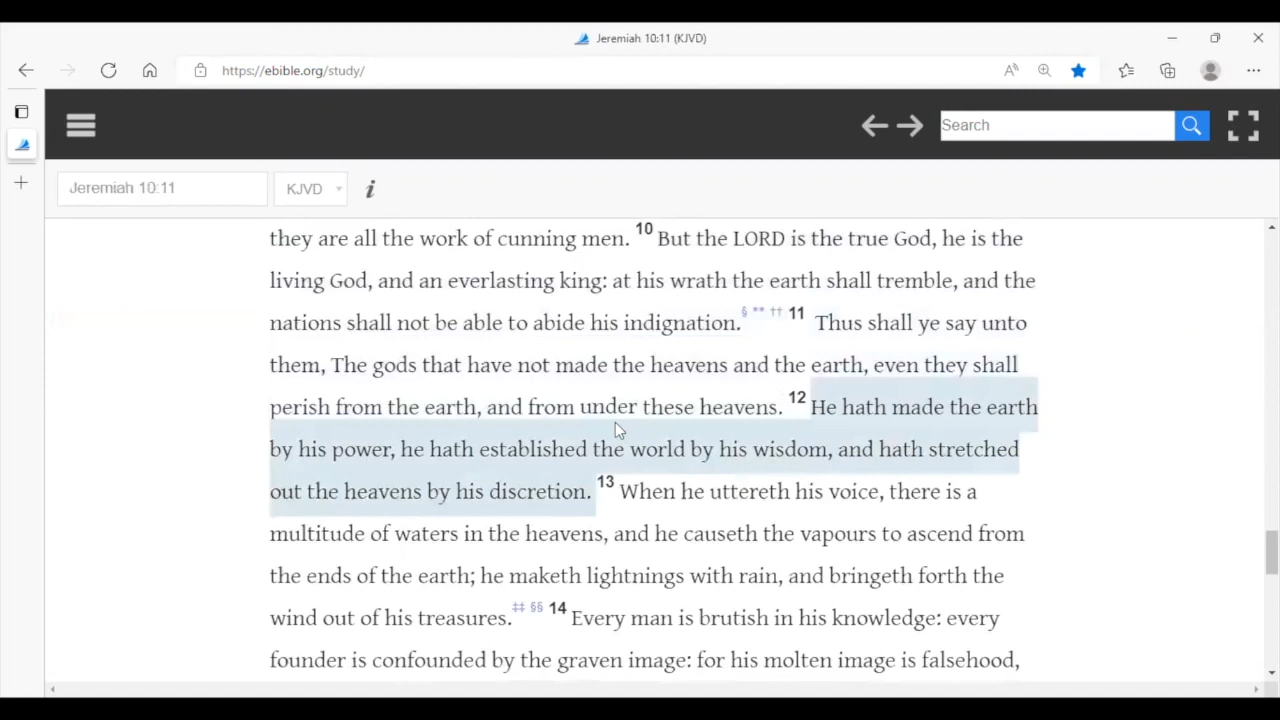 Jeremiah 10:11 (KJVD)
https://ebible.org/study/
Search
Jeremiah 10:11 KJVD i
they are all the work of cunning men. 10 But the LORD is the true God, he is the
living God, and an everlasting king: at his wrath the earth shall tremble, and the
nations shall not be able to abide his indignation.§ ** †† 11 Thus shall ye say unto
them, The gods that have not made the heavens and the earth, even they shall
perish from the earth, and from under these heavens. 12 He hath made the earth
by his power, he hath established the world by his wisdom, and hath stretched
out the heavens by his discretion. 13 When he uttereth his voice, there is a
multitude of waters in the heavens, and he causeth the vapours to ascend from
the ends of the earth; he maketh lightnings with rain, and bringeth forth the
wind out of his treasures.‡‡ §§ 14 Every man is brutish in his knowledge: every
founder is confounded by the graven image: for his molten image is falsehood,